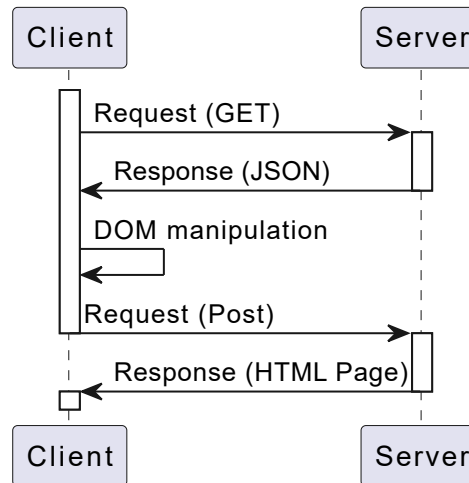 Client Server
Request (GET)
Response (JSON)
DOM manipulation
Request (Post)
Response (HTML Page)
Client Server